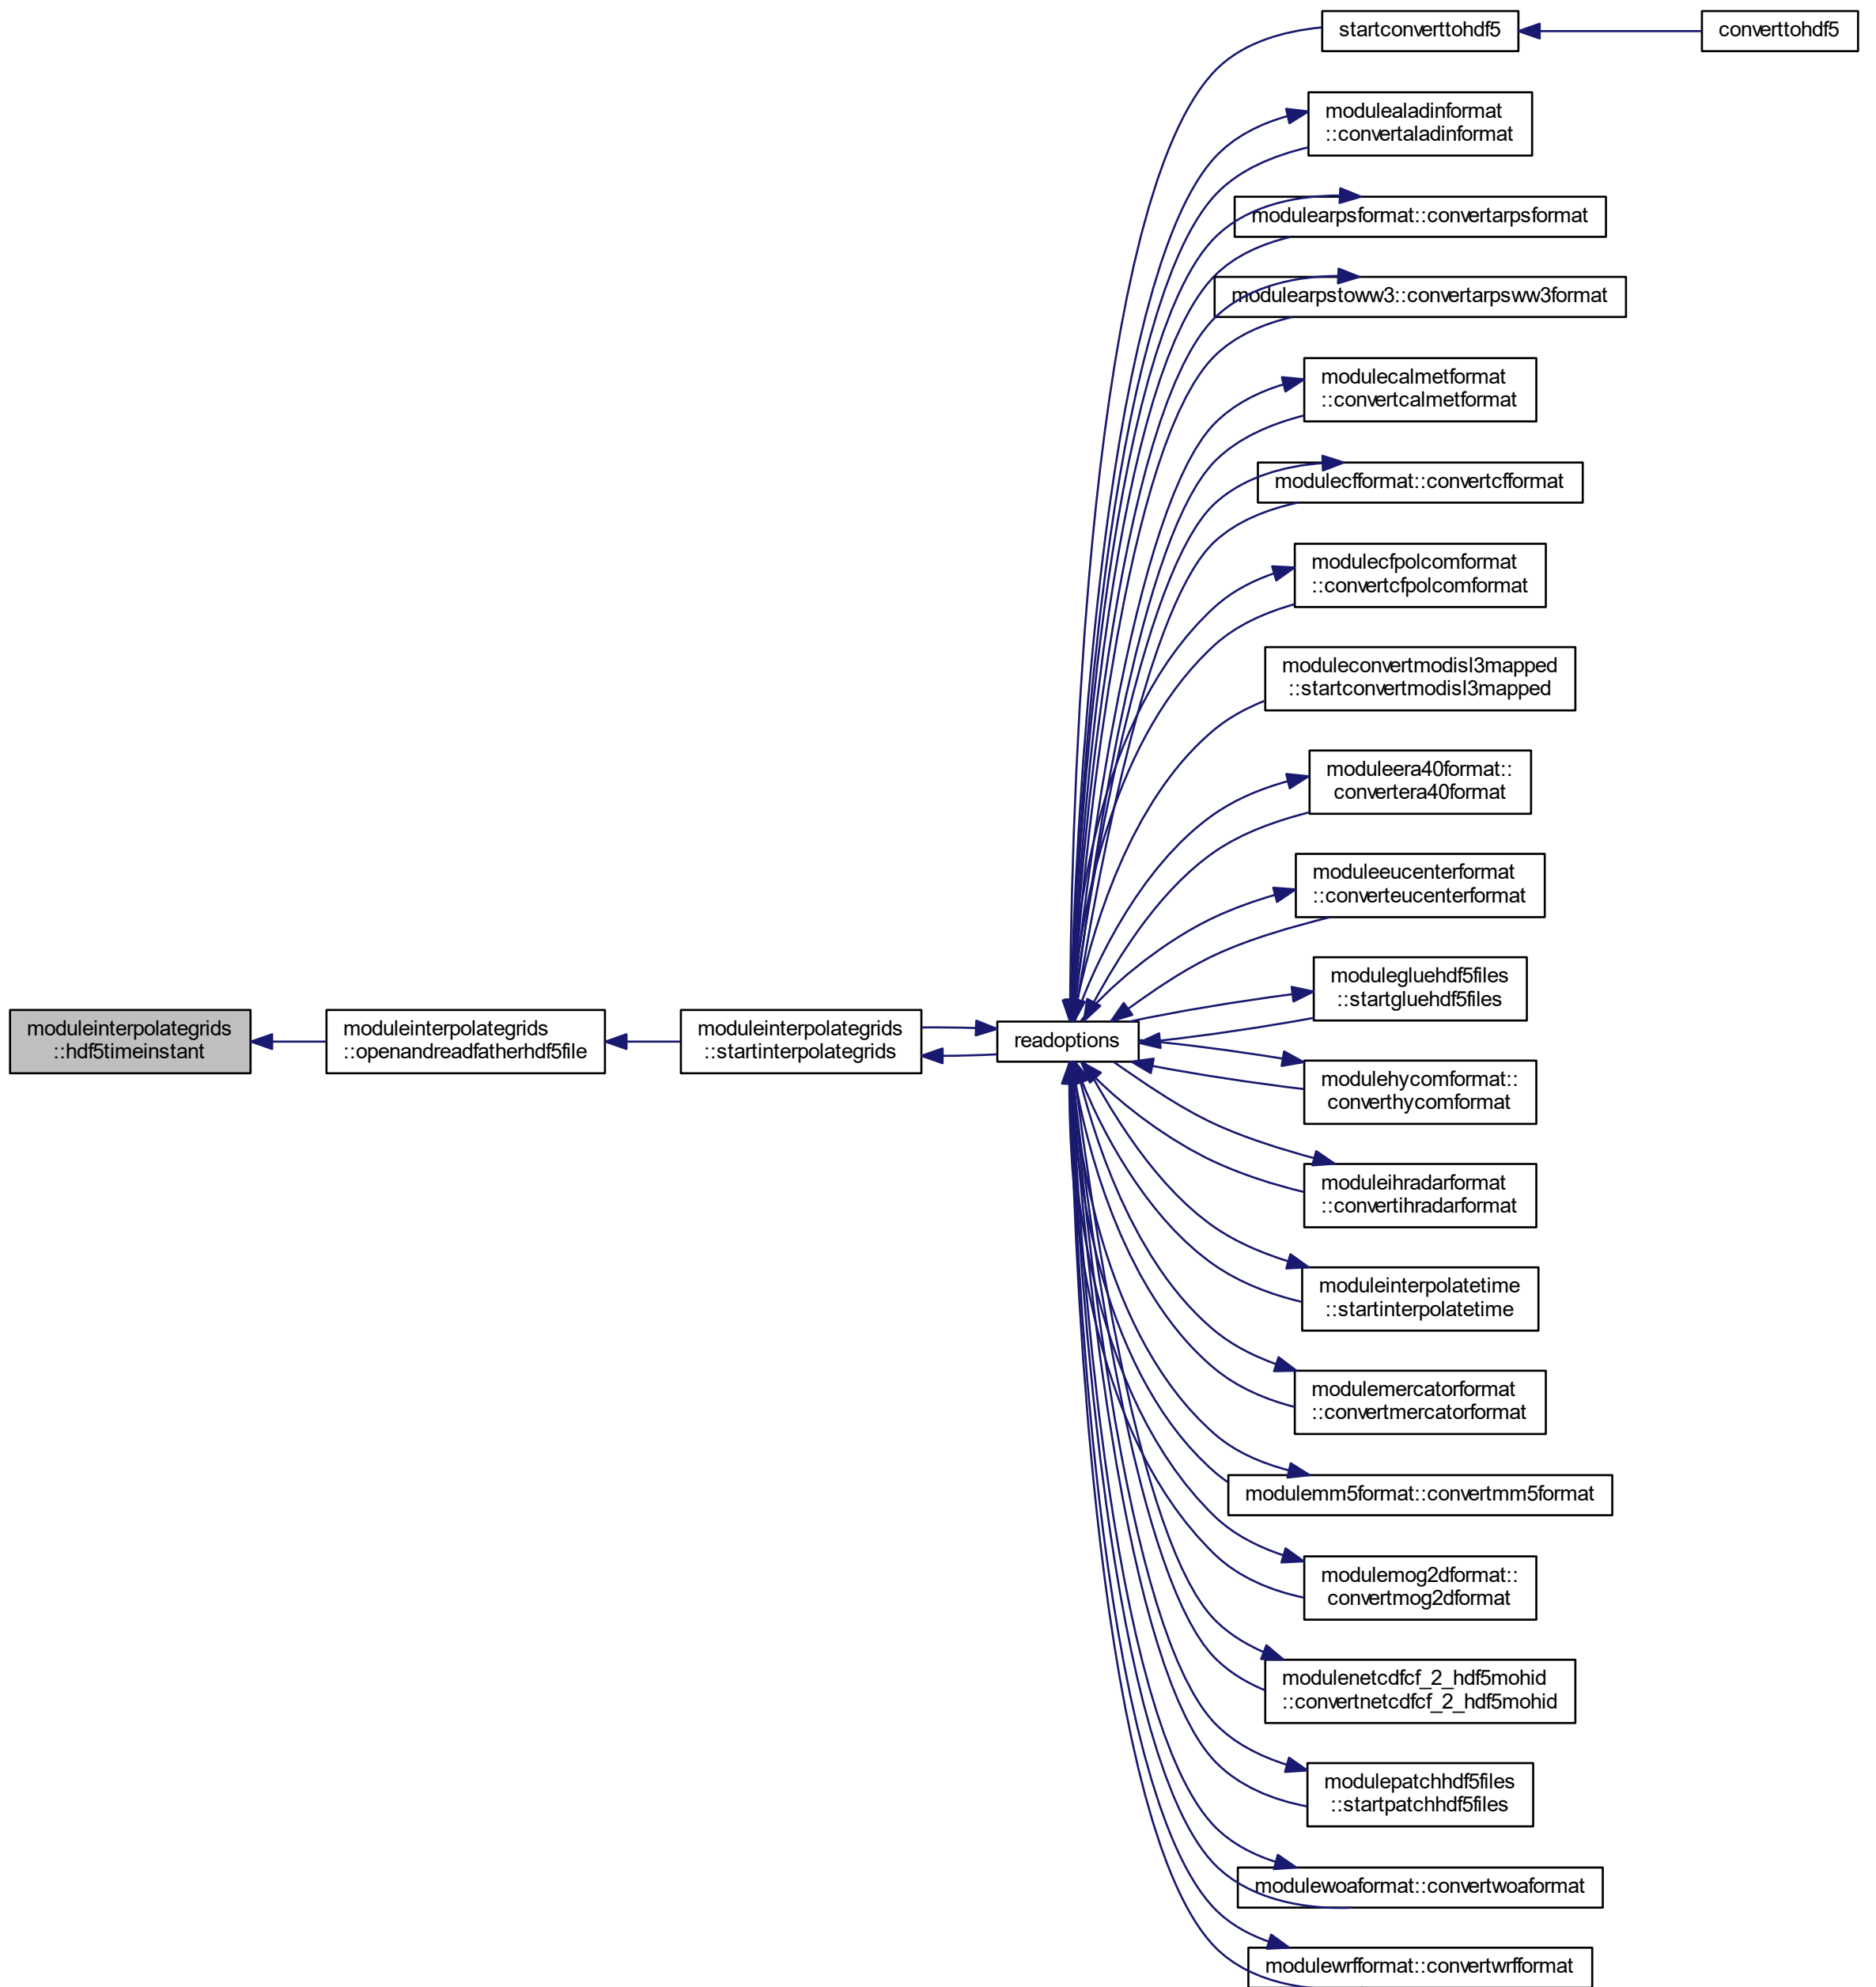 moduleinterpolategrids
::hdf5timeinstant
moduleinterpolategrids
::openandreadfatherhdf5file
moduleinterpolategrids
::startinterpolategrids
readoptions
startconverttohdf5
converttohdf5
modulealadinformat
::convertaladinformat
modulearpsformat::convertarpsformat
modulearpstoww3::convertarpsww3format
modulecalmetformat
::convertcalmetformat
modulecfformat::convertcfformat
modulecfpolcomformat
::convertcfpolcomformat
moduleconvertmodisl3mapped
::startconvertmodisl3mapped
moduleera40format::
convertera40format
moduleeucenterformat
::converteucenterformat
modulegluehdf5files
::startgluehdf5files
modulehycomformat::
converthycomformat
moduleihradarformat
::convertihradarformat
moduleinterpolatetime
::startinterpolatetime
modulemercatorformat
::convertmercatorformat
modulemm5format::convertmm5format
modulemog2dformat::
convertmog2dformat
modulenetcdfcf_2_hdf5mohid
::convertnetcdfcf_2_hdf5mohid
modulepatchhdf5files
::startpatchhdf5files
modulewoaformat::convertwoaformat
modulewrfformat::convertwrfformat